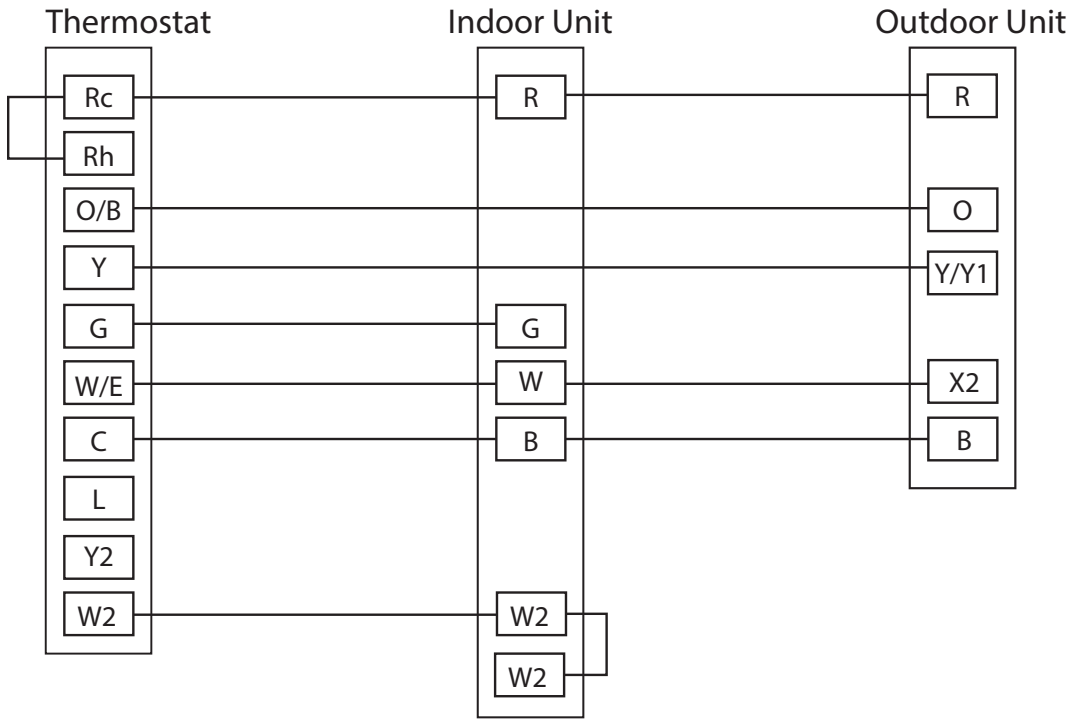 Thermostat Indoor Unit Outdoor Unit
Rc R R
Rh
O/B O
Y Y/Y1
G G
W/E W X2
C B B
L
Y2
W2 W2
W2